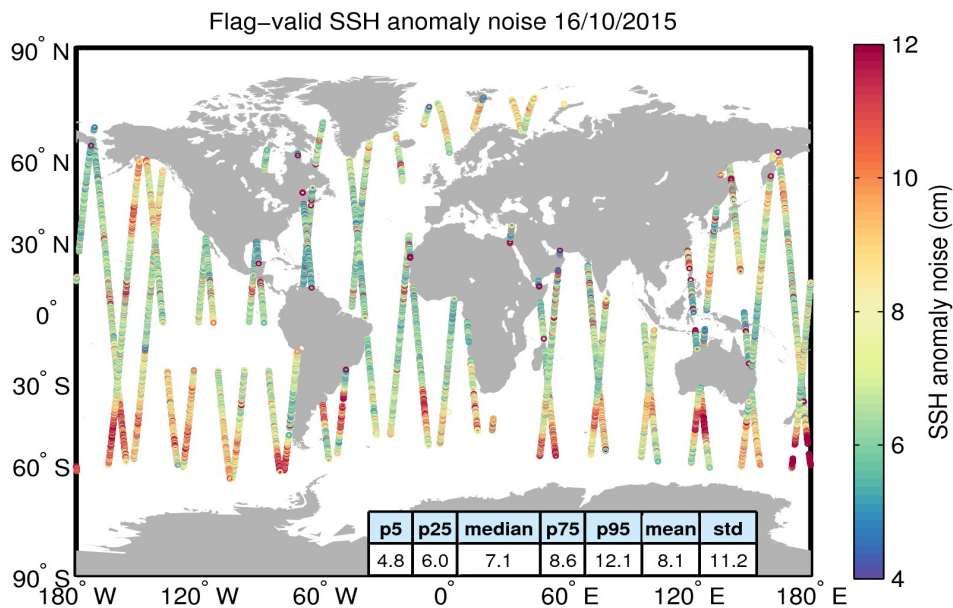 Flag−valid SSH anomaly noise 16/10/2015
90° N
60° N
30° N
0°
30° S
60° S
90° S
180° W
120° W
60° W
0°
60° E
120° E
180° E
p5 p25 median p75 p95 mean std
4.8 6.0 7.1 8.6 12.1 8.1 11.2
12
10
8
6
4
SSH anomaly noise (cm)